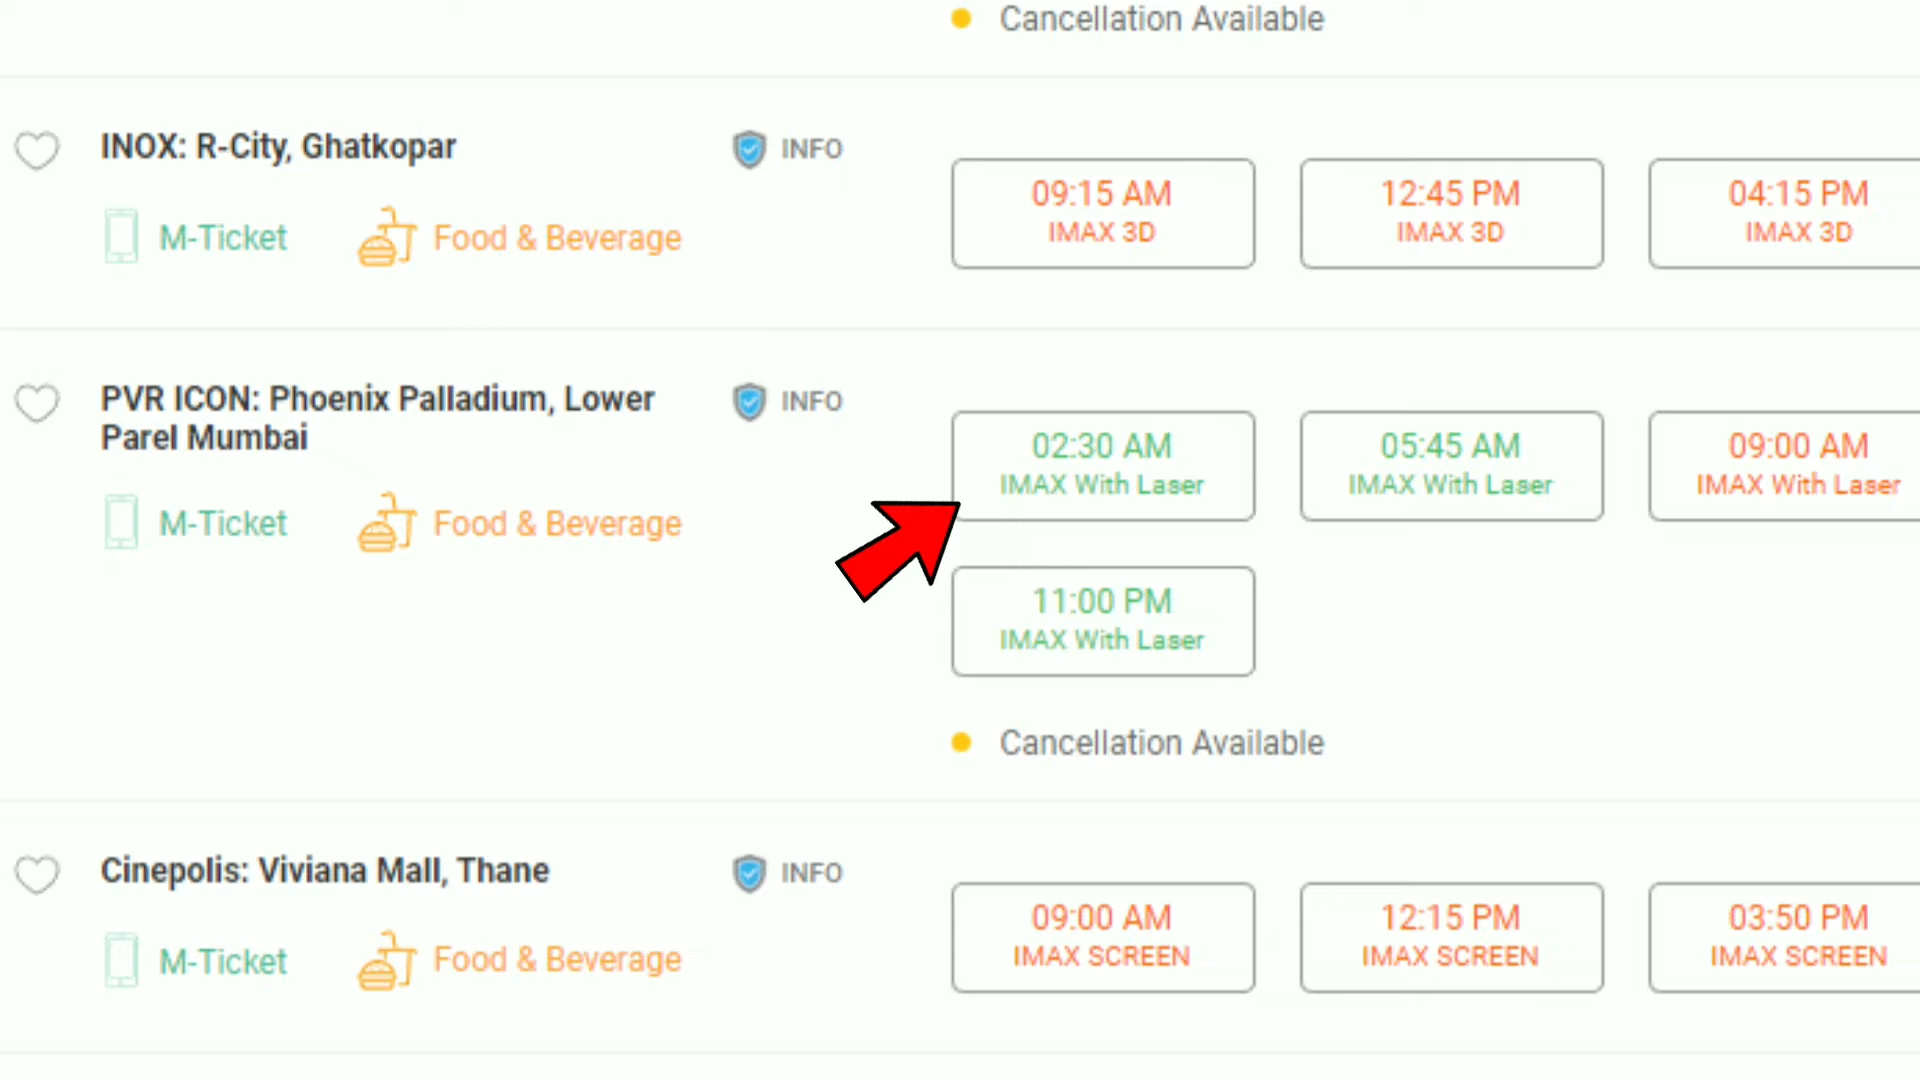 Cancellation Available
INOX: R-City, Ghatkopar
INFO
09:15 AM
IMAX 3D
12:45 PM
IMAX 3D
04:15 PM
IMAX 3D
M-Ticket
Food & Beverage
PVR ICON: Phoenix Palladium, Lower
Parel Mumbai
INFO
02:30 AM
IMAX With Laser
05:45 AM
IMAX With Laser
09:00 AM
IMAX With Laser
M-Ticket
Food & Beverage
11:00 PM
IMAX With Laser
Cancellation Available
Cinepolis: Viviana Mall, Thane
INFO
09:00 AM
IMAX SCREEN
12:15 PM
IMAX SCREEN
03:50 PM
IMAX SCREEN
M-Ticket
Food & Beverage